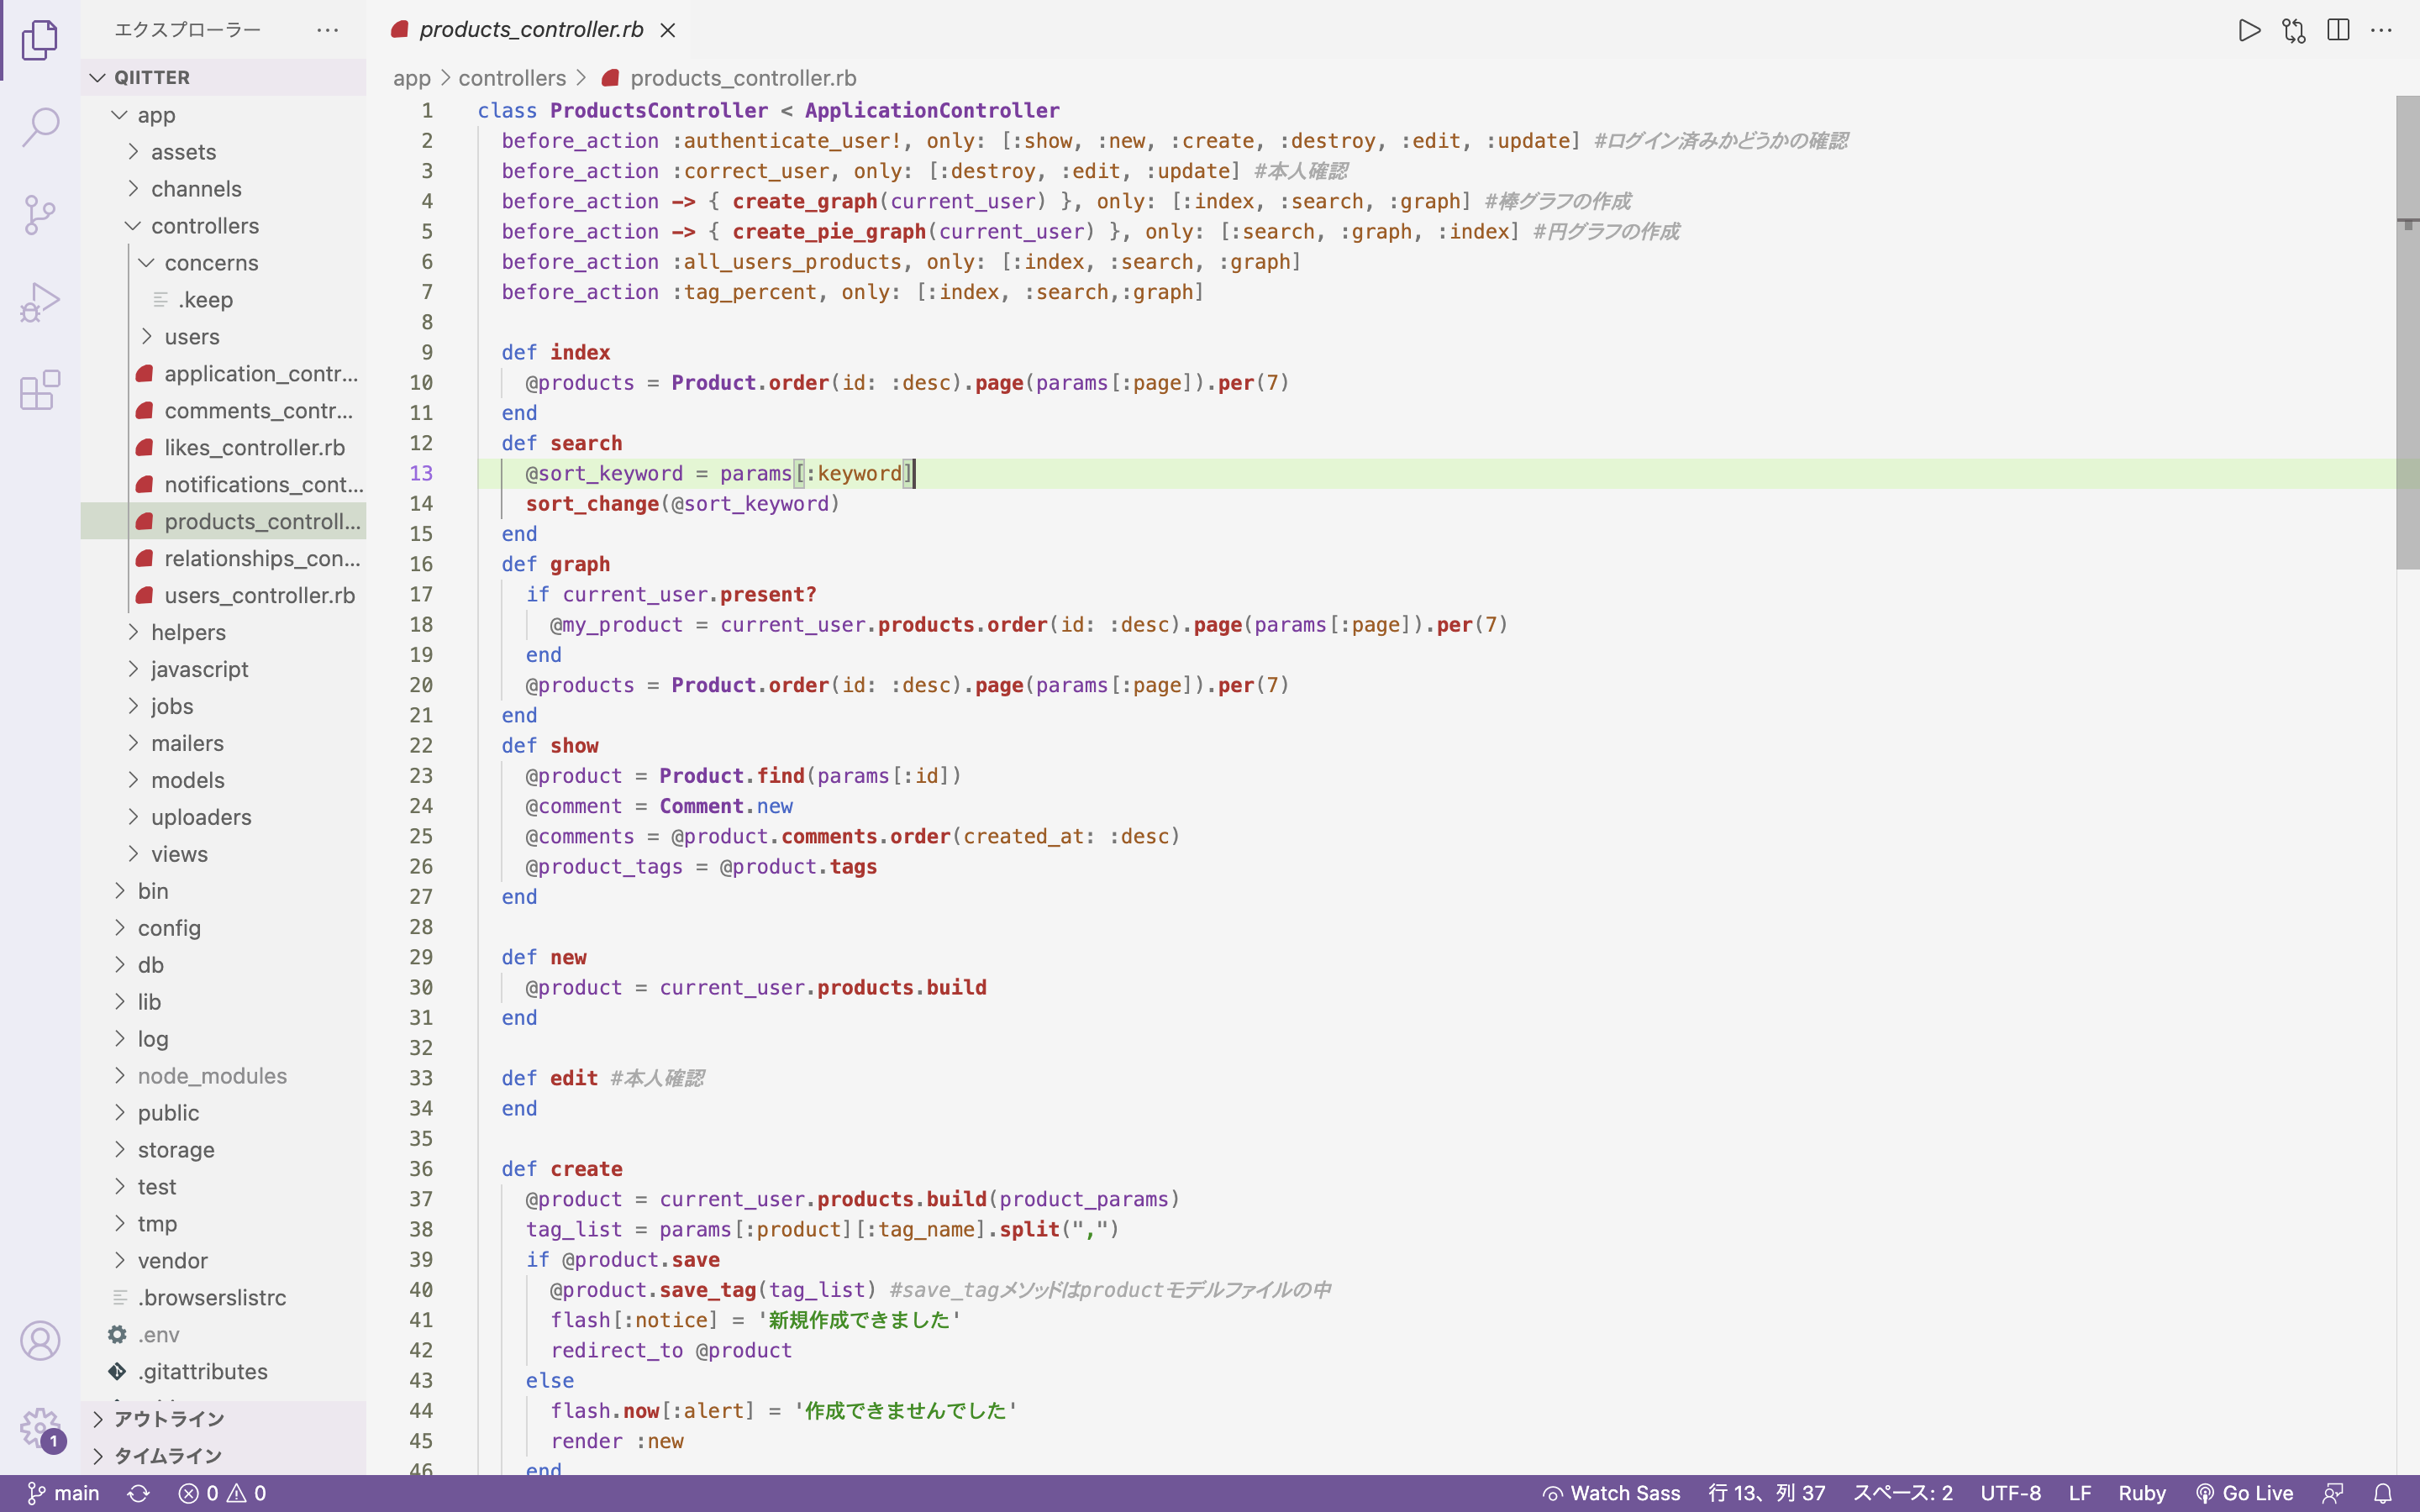 エクスプローラー ···
QIITTER
app
assets
channels
controllers
concerns
.keep
users
application_contr...
comments_contr...
likes_controller.rb
notifications_cont...
products_controll...
relationships_con...
users_controller.rb
helpers
javascript
jobs
mailers
models
uploaders
views
bin
config
db
lib
log
node_modules
public
storage
test
tmp
vendor
.browserslistrc
.env
.gitattributes
アウトライン
タイムライン
1
products_controller.rb
app > controllers > products_controller.rb
1 class ProductsController < ApplicationController
2 before_action :authenticate_user!, only: [:show, :new, :create, :destroy, :edit, :update] #ログイン済みかどうかの確認
3 before_action :correct_user, only: [:destroy, :edit, :update] #本人確認
4 before_action -> { create_graph(current_user) }, only: [:index, :search, :graph] #棒グラフの作成
5 before_action -> { create_pie_graph(current_user) }, only: [:search, :graph, :index] #円グラフの作成
6 before_action :all_users_products, only: [:index, :search, :graph]
7 before_action :tag_percent, only: [:index, :search,:graph]
8
9 def index
10 @products = Product.order(id: :desc).page(params[:page]).per(7)
11 end
12 def search
13 @sort_keyword = params[:keyword]
14 sort_change(@sort_keyword)
15 end
16 def graph
17 if current_user.present?
18 @my_product = current_user.products.order(id: :desc).page(params[:page]).per(7)
19 end
20 @products = Product.order(id: :desc).page(params[:page]).per(7)
21 end
22 def show
23 @product = Product.find(params[:id])
24 @comment = Comment.new
25 @comments = @product.comments.order(created_at: :desc)
26 @product_tags = @product.tags
27 end
28
29 def new
30 @product = current_user.products.build
31 end
32
33 def edit #本人確認
34 end
35
36 def create
37 @product = current_user.products.build(product_params)
38 tag_list = params[:product][:tag_name].split(",")
39 if @product.save
40 @product.save_tag(tag_list) #save_tagメソッドはproductモデルファイルの中
41 flash[:notice] = '新規作成できました'
42 redirect_to @product
43 else
44 flash.now[:alert] = '作成できませんでした'
45 render :new
46 end
main 0 0 Watch Sass 行 13、列 37 スペース: 2 UTF-8 LF Ruby Go Live